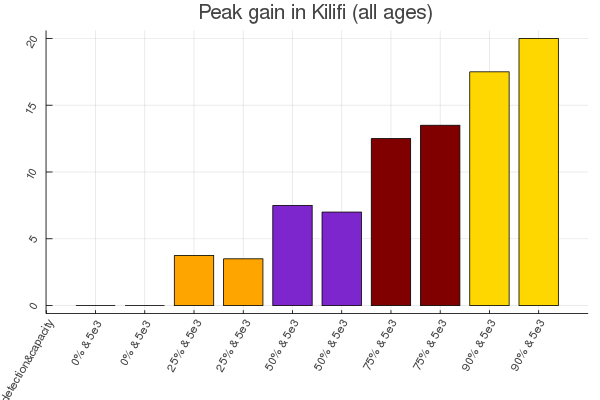 Peak gain in Kilifi (all ages)
20
15
10
5
0
detection&capacity
0% & 5e3
0% & 5e3
25% & 5e3
25% & 5e3
50% & 5e3
50% & 5e3
75% & 5e3
75% & 5e3
90% & 5e3
90% & 5e3